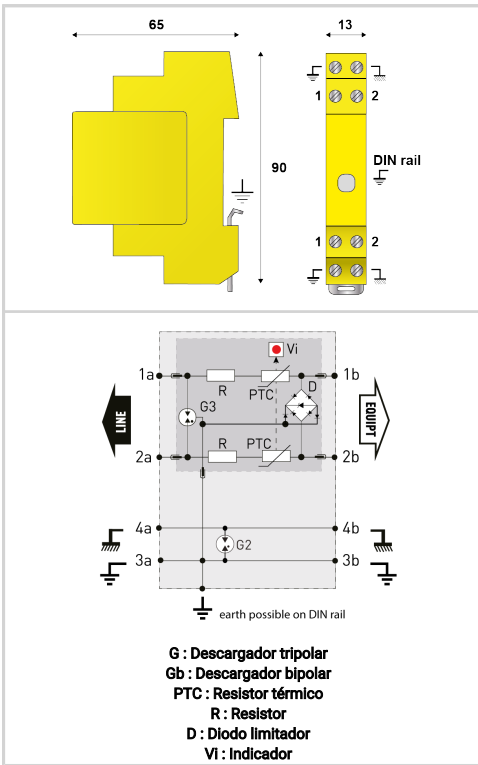 65
13
90
1
2
DIN rail
1
2
Vi
1a
1b
R
PTC
D
G3
LINE
EQUIPT
R
PTC
2a
2b
4a
4b
G2
3a
3b
earth possible on DIN rail
G : Descargador tripolar
Gb : Descargador bipolar
PTC : Resistor térmico
R : Resistor
D : Diodo limitador
Vi : Indicador